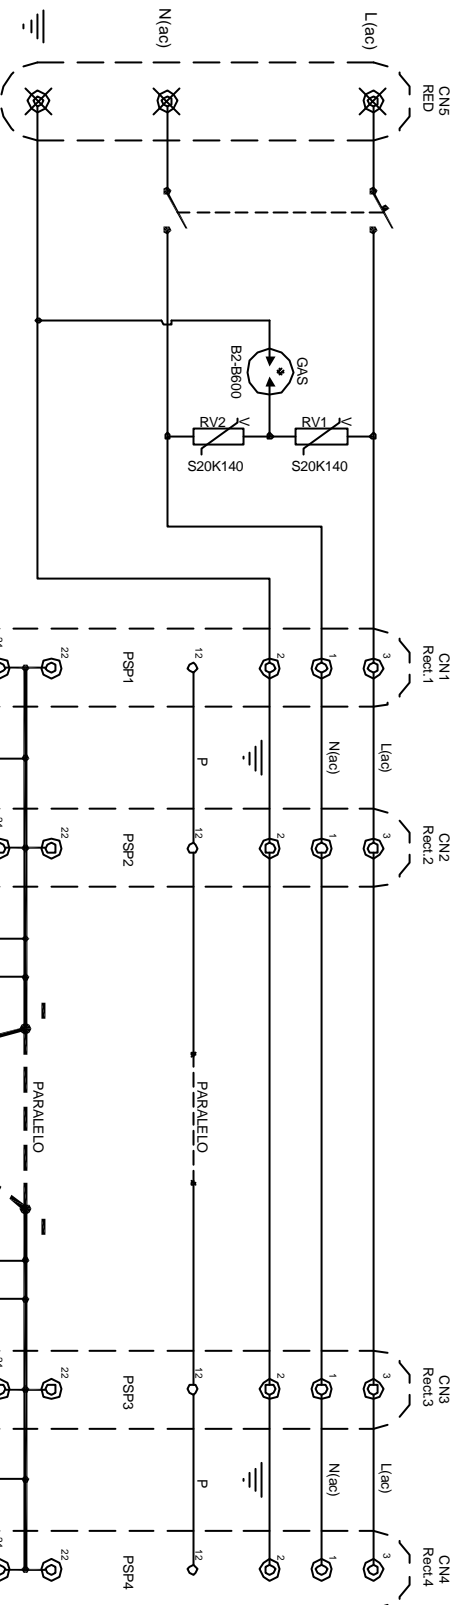 CN5
RED
L(ac)
N(ac)
GAS
B2-B600
RV1
V
S20K140
RV2
V
S20K140
CN1
Rect.1
3
1
2
12
PSP1
22
L(ac)
N(ac)
P
CN2
Rect.2
3
1
2
12
PSP2
22
PARALELO
PARALELO
CN3
Rect.3
3
1
2
12
PSP3
22
L(ac)
N(ac)
P
CN4
Rect.4
3
1
2
12
PSP4
22